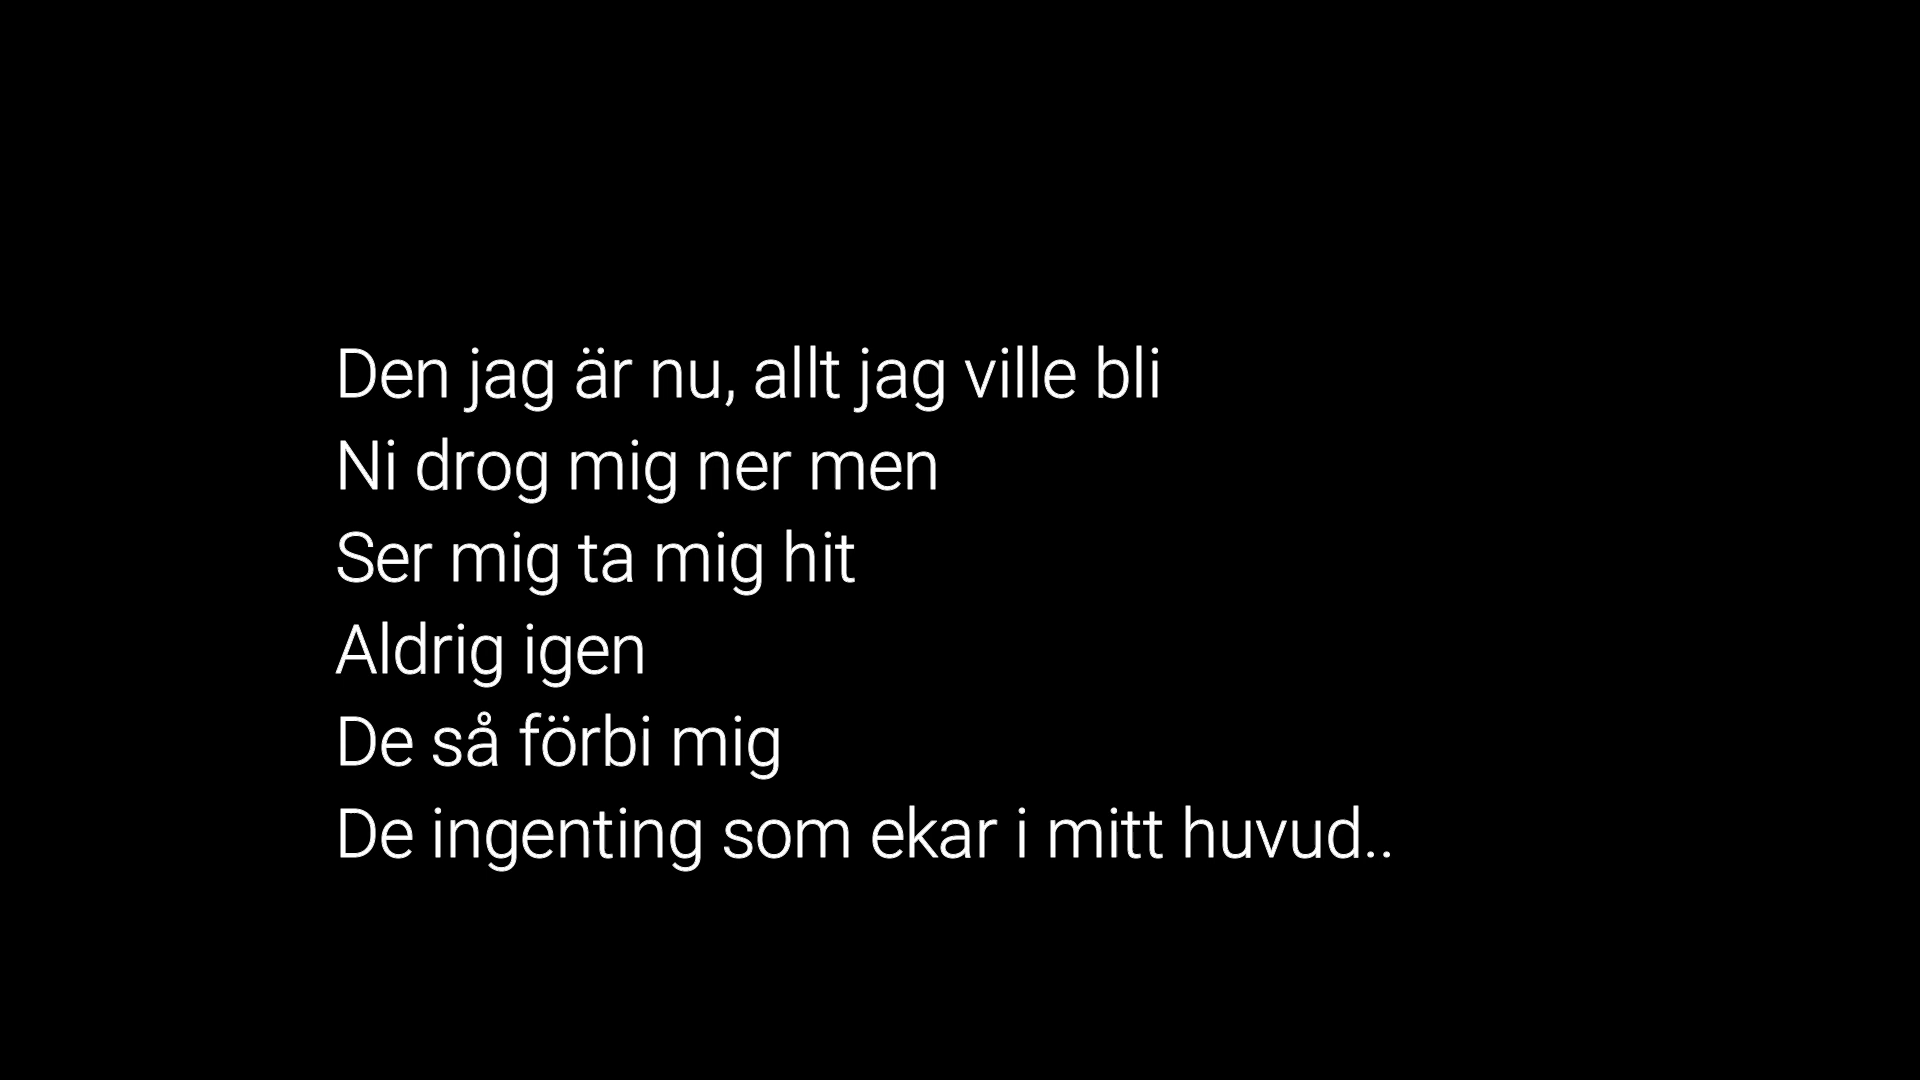 Den jag är nu, allt jag ville bli
Ni drog mig ner men
Ser mig ta mig hit
Aldrig igen
De så förbi mig
De ingenting som ekar i mitt huvud..